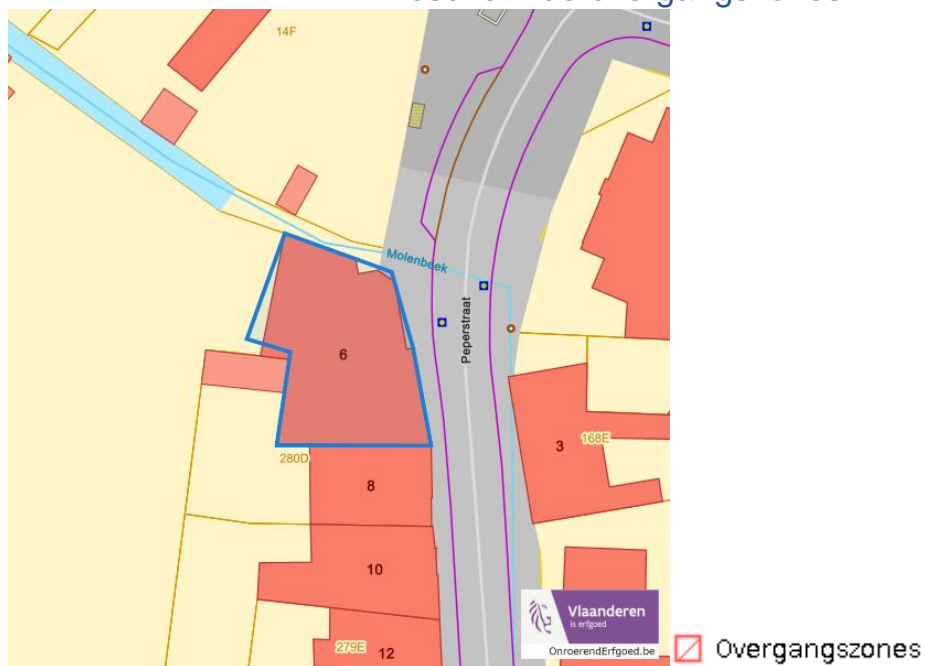 14F
Molenbeek
Peperstraat
6
3
168E
280D
8
10
279E
12
Vlaanderen
is erfgoed
OnroerendErfgoed.be
Overgangszones